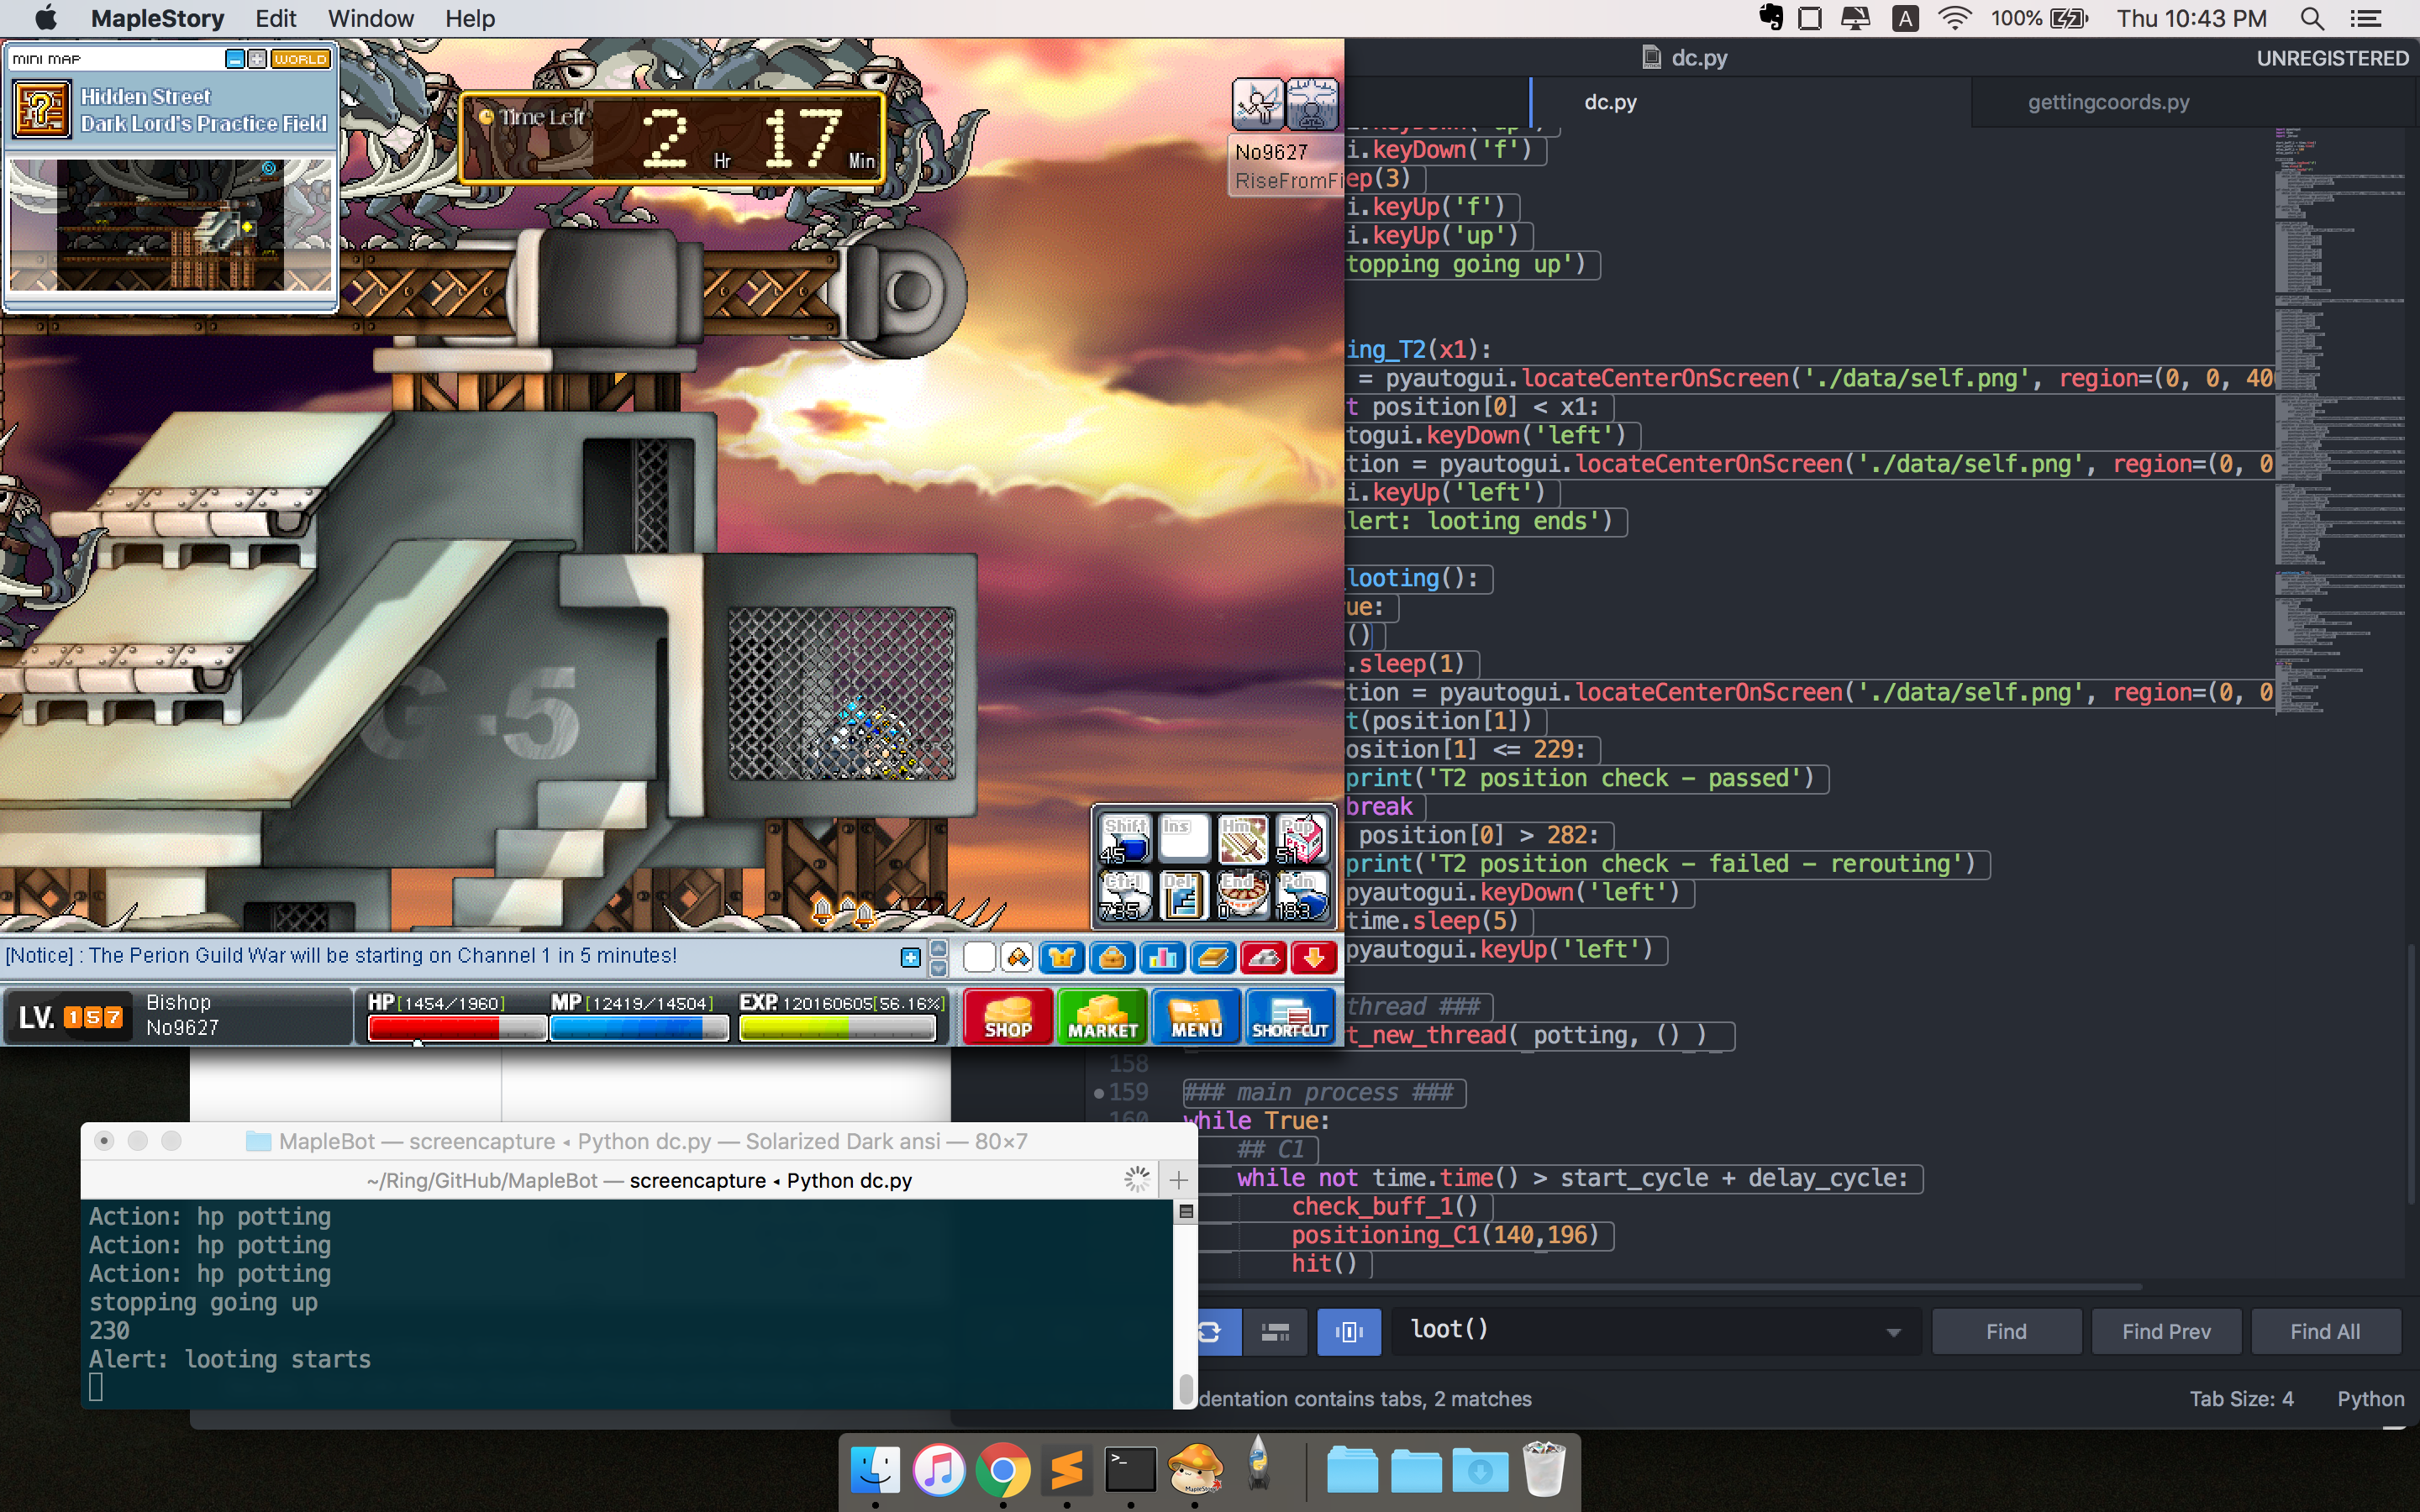 MapleStory Edit Window Help
A 100% Thu 10:43 PM
MINI MAP WORLD
Hidden Street
Dark Lord's Practice Field
Time Left 2 Hr 17 Min
No9627
RiseFromFi
G-5
Shift Ins Hm Pup
45 51
Ctrl Del End Pdn
735 0 183
[Notice] : The Perion Guild War will be starting on Channel 1 in 5 minutes!
LV. 157 Bishop
No9627
HP[1454/1960] MP[12419/14504] EXP. 120160605[56.16%]
SHOP MARKET MENU SHORTCUT
dc.py UNREGISTERED
dc.py gettingcoords.py
i.keyDown('f')
ep(3)
i.keyUp('f')
i.keyUp('up')
topping going up')
ing_T2(x1):
= pyautogui.locateCenterOnScreen('./data/self.png', region=(0, 0, 40
t position[0] < x1:
togui.keyDown('left')
tion = pyautogui.locateCenterOnScreen('./data/self.png', region=(0, 0
i.keyUp('left')
lert: looting ends')
looting():
ue:
()
.sleep(1)
tion = pyautogui.locateCenterOnScreen('./data/self.png', region=(0, 0
t(position[1])
osition[1] <= 229:
print('T2 position check - passed')
break
position[0] > 282:
print('T2 position check - failed - rerouting')
pyautogui.keyDown('left')
time.sleep(5)
pyautogui.keyUp('left')
thread ###
t_new_thread( potting, () )
158
159 ### main process ###
160 while True:
## C1
while not time.time() > start_cycle + delay_cycle:
check_buff_1()
positioning_C1(140,196)
hit()
loot() Find Find Prev Find All
dentation contains tabs, 2 matches Tab Size: 4 Python
MapleBot — screencapture ◂ Python dc.py — Solarized Dark ansi — 80×7
~/Ring/GitHub/MapleBot — screencapture ◂ Python dc.py
Action: hp potting
Action: hp potting
Action: hp potting
stopping going up
230
Alert: looting starts